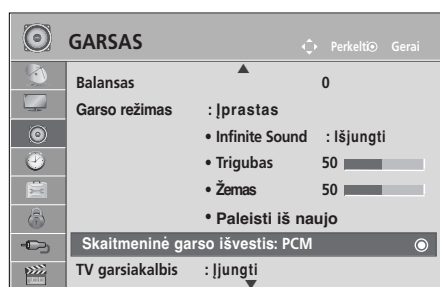 GARSAS Perkelti Gerai
Balansas 0
Garso režimas : Įprastas
• Infinite Sound : Išjungti
• Trigubas 50
• Žemas 50
• Paleisti iš naujo
Skaitmeninė garso išvestis: PCM
TV garsiakalbis : Įjungti